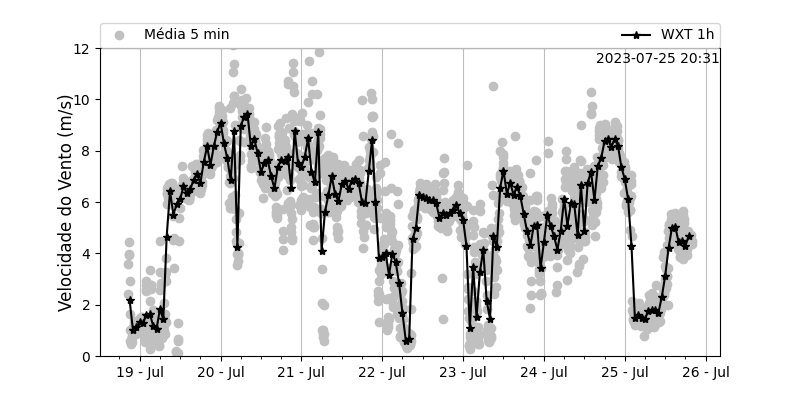 Média 5 min
WXT 1h
2023-07-25 20:31
Velocidade do Vento (m/s)
12
10
8
6
4
2
0
19 - Jul
20 - Jul
21 - Jul
22 - Jul
23 - Jul
24 - Jul
25 - Jul
26 - Jul